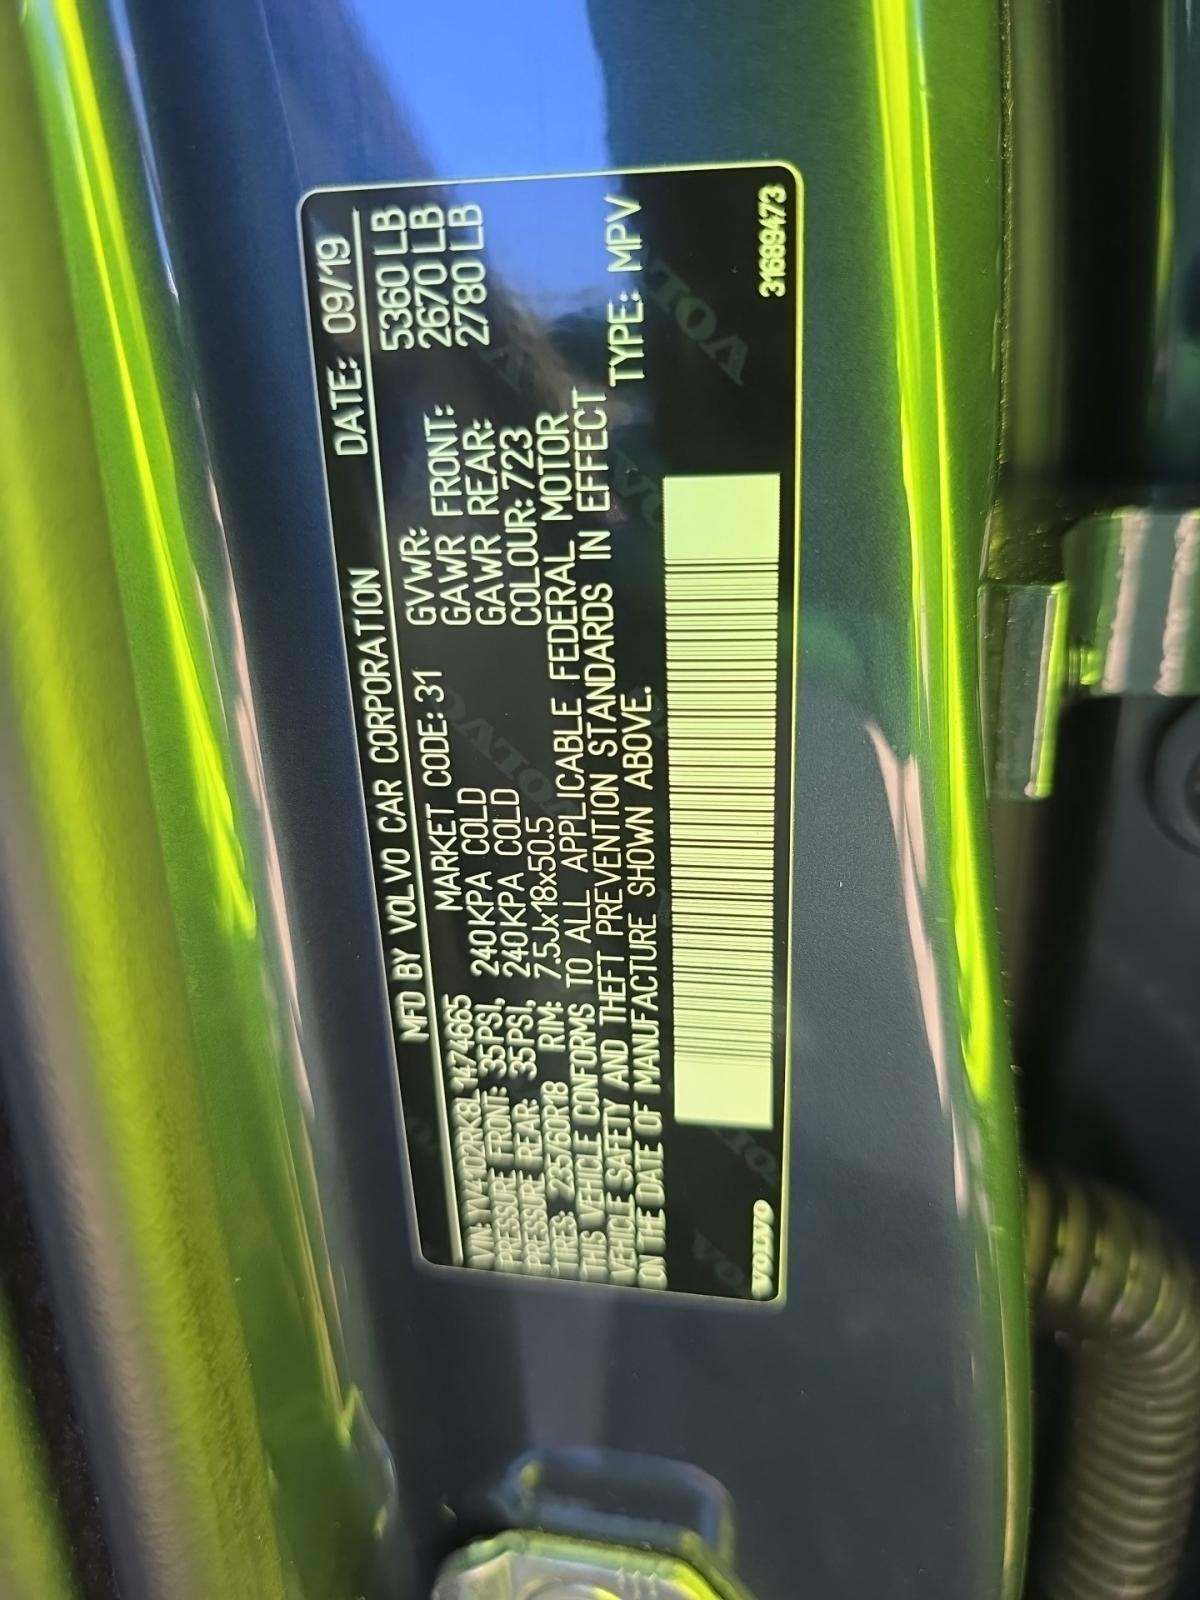 MFD BY VOLVO CAR CORPORATION DATE: 09/19
VIN: YV4102RK8L1474665 MARKET CODE: 31 GVWR: 5360 LB
PRESSURE FRONT: 35PSI, 240KPA COLD GAWR FRONT: 2670 LB
PRESSURE REAR: 35PSI, 240KPA COLD GAWR REAR: 2780 LB
TIRES: 235/60R18 RIM: 7.5Jx18x50.5 COLOUR: 723
THIS VEHICLE CONFORMS TO ALL APPLICABLE FEDERAL MOTOR
VEHICLE SAFETY AND THEFT PREVENTION STANDARDS IN EFFECT
ON THE DATE OF MANUFACTURE SHOWN ABOVE. TYPE: MPV
VOLVO 31689473